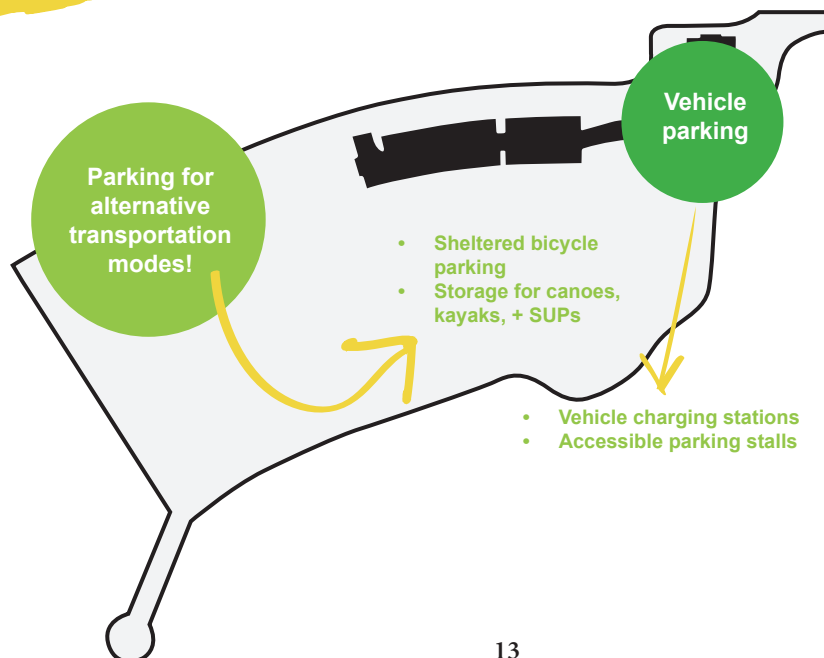 Vehicle
parking
Parking for
alternative
transportation
modes!
• Sheltered bicycle
parking
• Storage for canoes,
kayaks, + SUPs
• Vehicle charging stations
• Accessible parking stalls
13